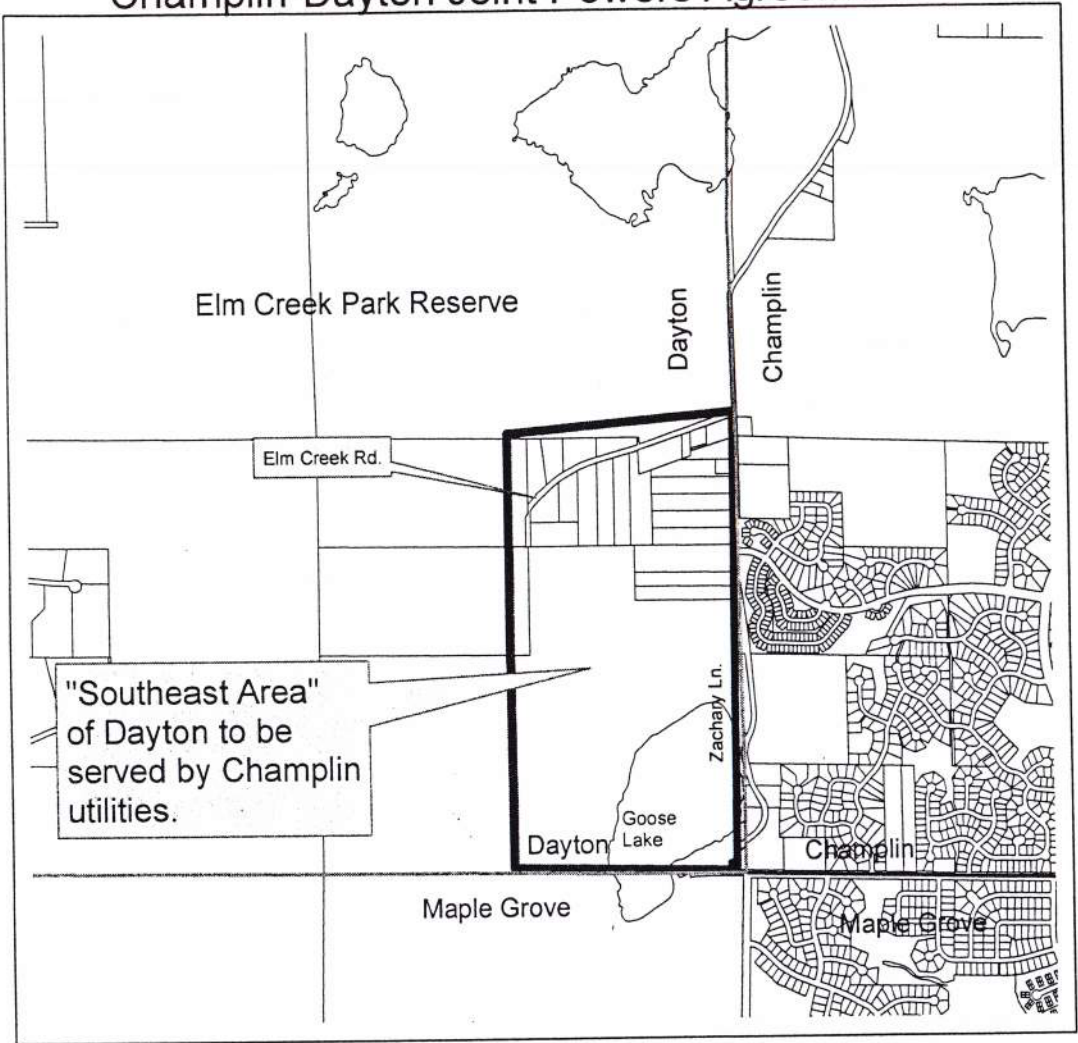 Champlin-Dayton Joint Powers
Elm Creek Park Reserve
Dayton
Champlin
Elm Creek Rd.
"Southeast Area"
of Dayton to be
served by Champlin
utilities.
Zachary Ln.
Goose
Lake
Dayton
Champlin
Maple Grove
Maple Grove